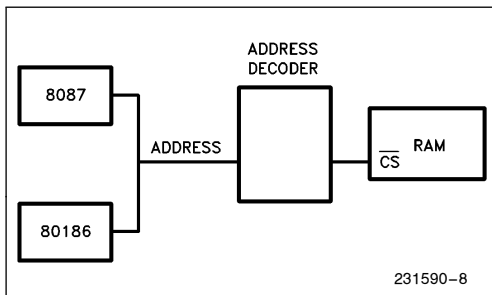 ADDRESS
DECODER
8087
ADDRESS
CS
RAM
80186
231590-8